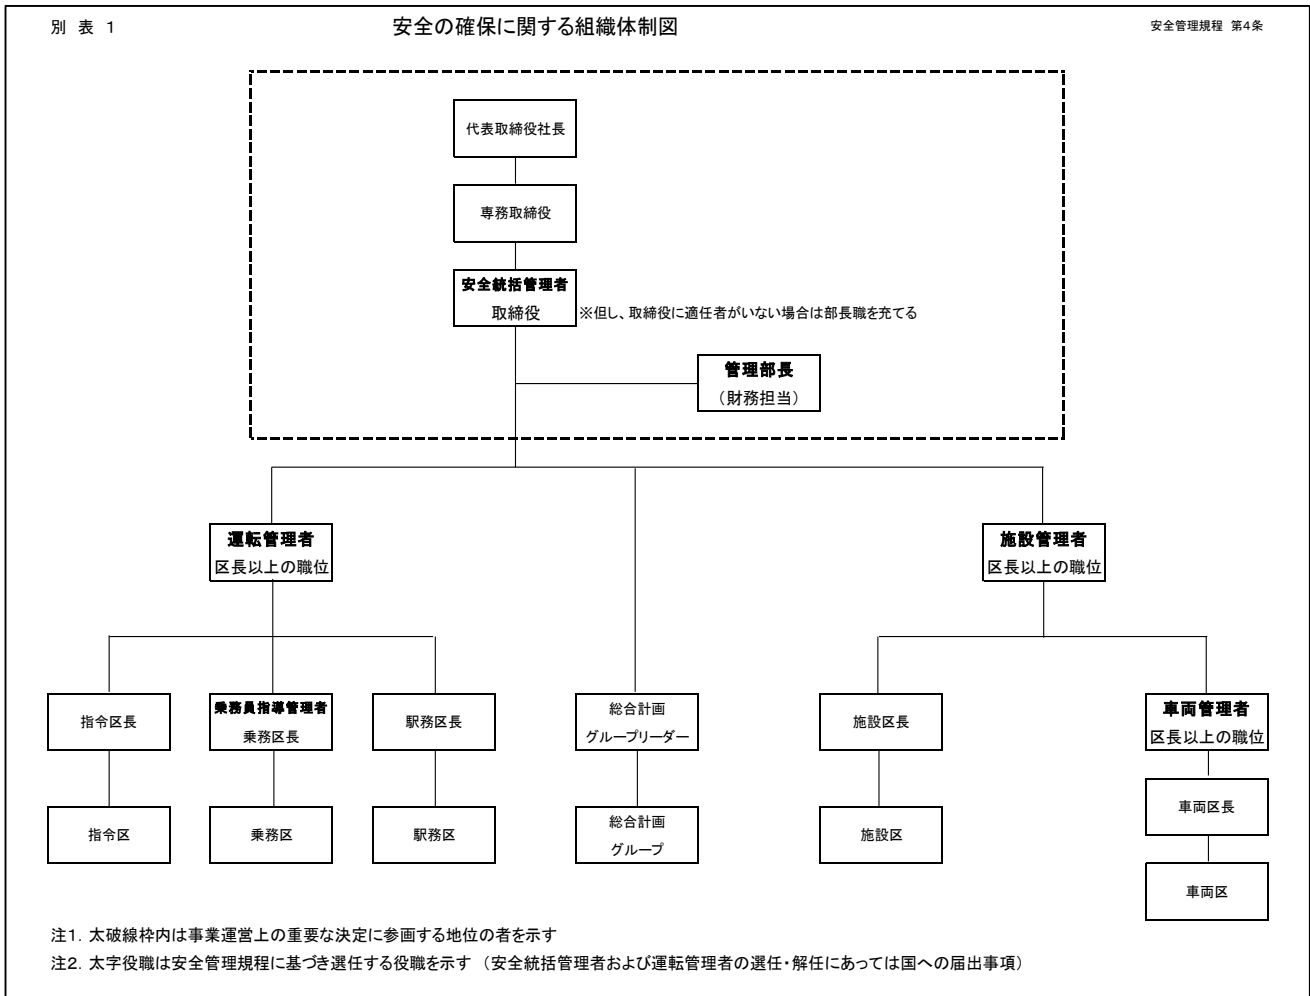 別 表 1
安全の確保に関する組織体制図
安全管理規程 第4条
代表取締役社長
専務取締役
安全統括管理者
取締役
※但し、取締役に適任者がいない場合は部長職を充てる
管理部長
（財務担当）
運転管理者
区長以上の職位
施設管理者
区長以上の職位
指令区長
乗務員指導管理者
乗務区長
駅務区長
総合計画
グループリーダー
施設区長
車両管理者
区長以上の職位
指令区
乗務区
駅務区
総合計画
グループ
施設区
車両区長
車両区
注1. 太破線枠内は事業運営上の重要な決定に参画する地位の者を示す
注2. 太字役職は安全管理規程に基づき選任する役職を示す （安全統括管理者および運転管理者の選任・解任にあっては国への届出事項）